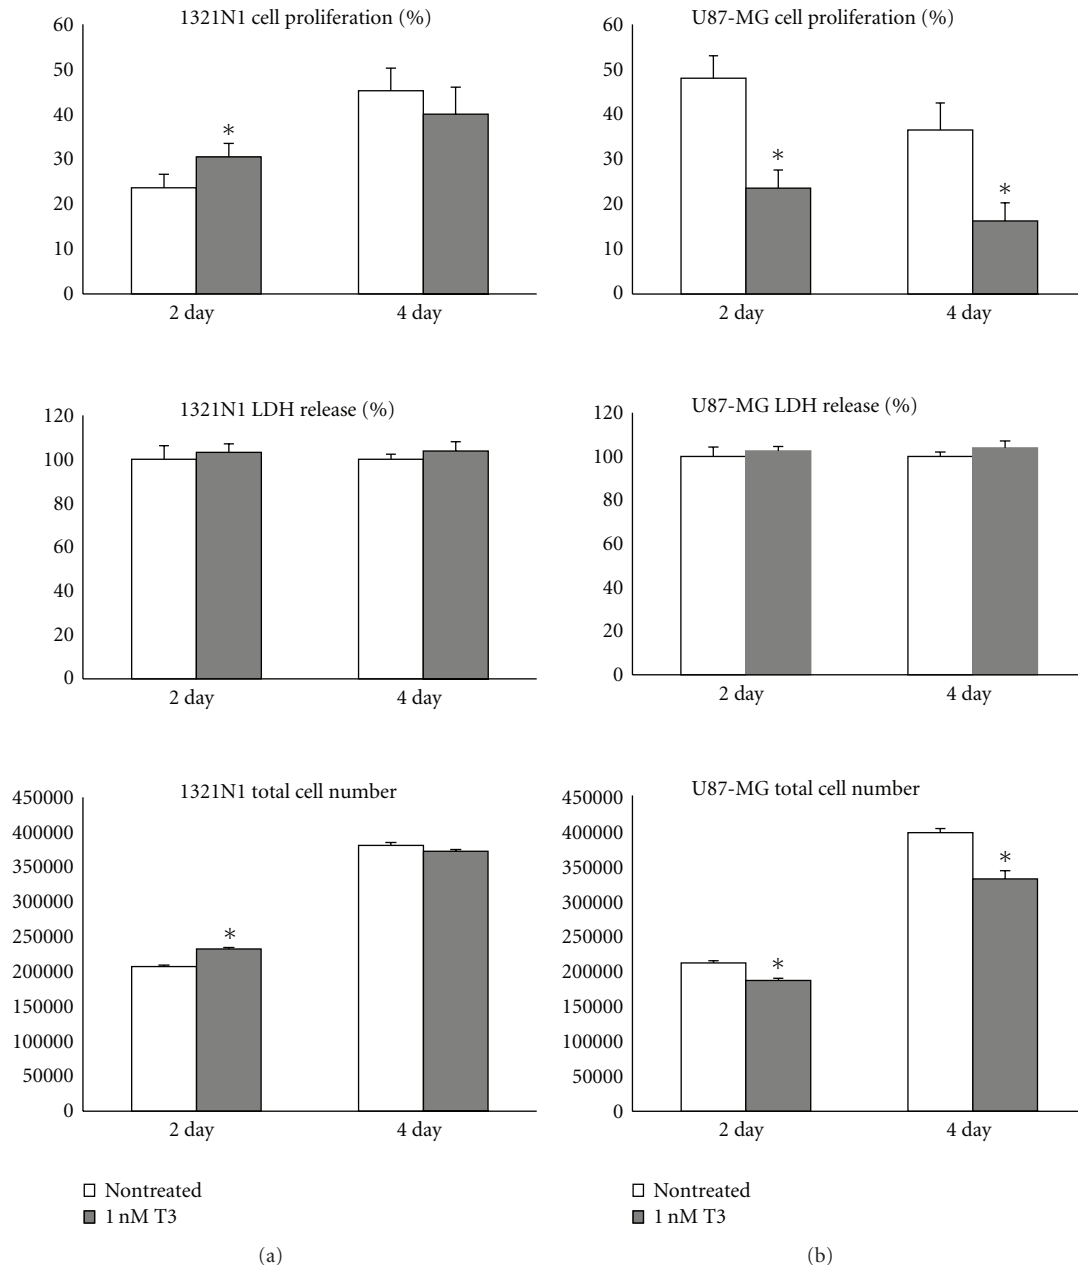 1321N1 cell proliferation (%)
60
50
40
30
20
10
0
*
2 day
4 day
U87-MG cell proliferation (%)
60
50
40
30
20
10
0
*
*
2 day
4 day
1321N1 LDH release (%)
120
100
80
60
40
20
0
2 day
4 day
U87-MG LDH release (%)
120
100
80
60
40
20
0
2 day
4 day
1321N1 total cell number
450000
400000
350000
300000
250000
200000
150000
100000
50000
0
*
2 day
4 day
Nontreated
1 nM T3
(a)
U87-MG total cell number
450000
400000
350000
300000
250000
200000
150000
100000
50000
0
*
*
2 day
4 day
Nontreated
1 nM T3
(b)